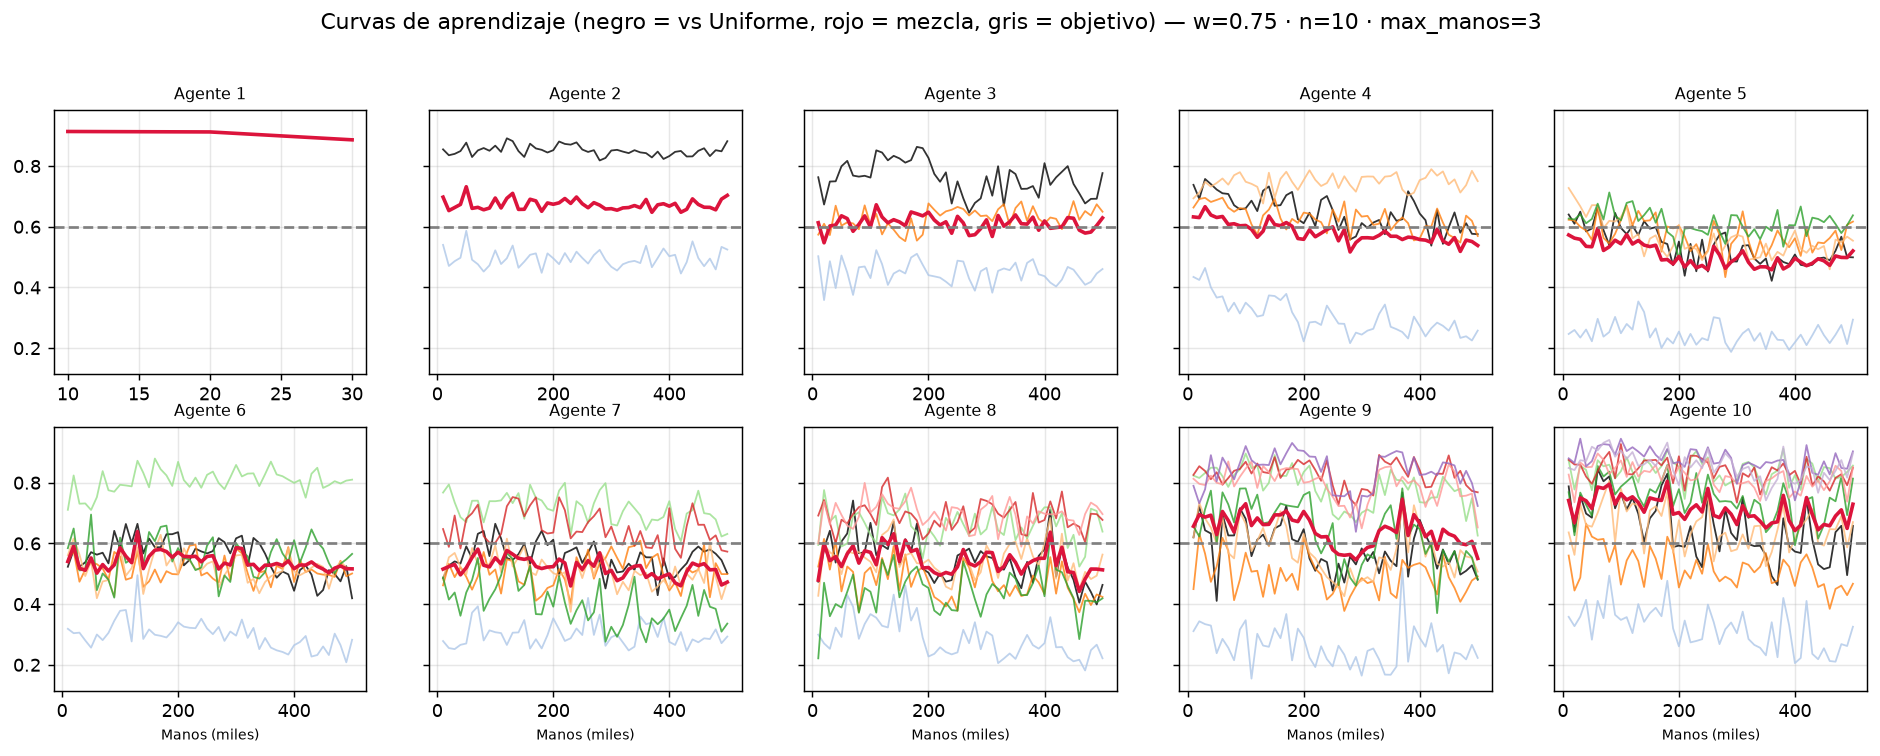 Curvas de aprendizaje (negro = vs Uniforme, rojo = mezcla, gris = objetivo) — w=0.75 · n=10 · max_manos=3
Agente 1 Agente 2 Agente 3 Agente 4 Agente 5
0.8
0.6
0.4
0.2
10 15 20 25 30 0 200 400 0 200 400 0 200 400 0 200 400
Agente 6 Agente 7 Agente 8 Agente 9 Agente 10
0.8
0.6
0.4
0.2
0 200 400 0 200 400 0 200 400 0 200 400 0 200 400
Manos (miles) Manos (miles) Manos (miles) Manos (miles) Manos (miles)